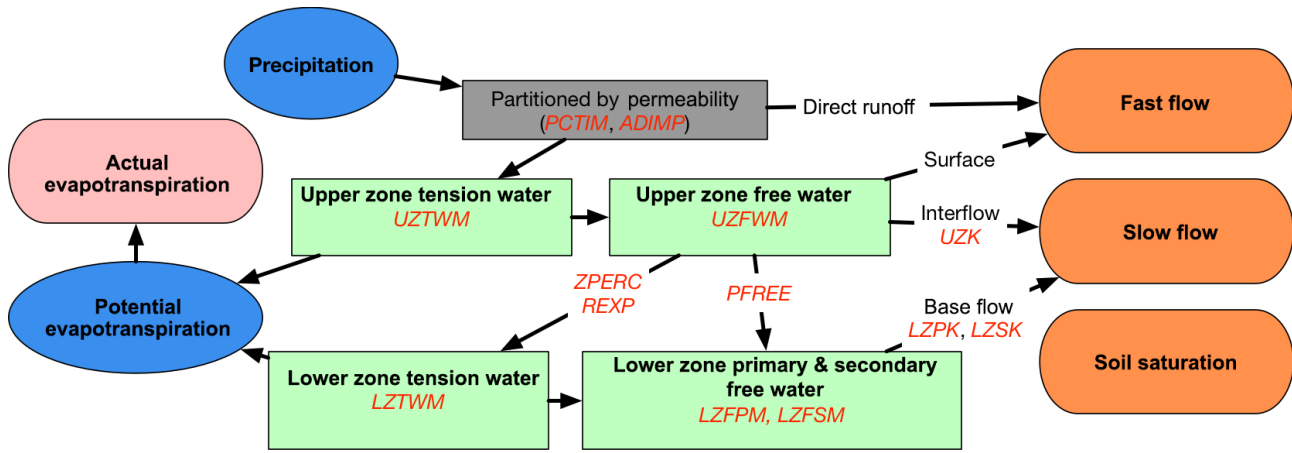 Precipitation
Partitioned by permeability
(PCTIM, ADIMP)
Direct runoff
Fast flow
Actual
evapotranspiration
Surface
Upper zone tension water
UZTWM
Upper zone free water
UZFWM
Interflow
UZK
Slow flow
Potential
evapotranspiration
ZPERC
REXP
PFREE
Base flow
LZPK, LZSK
Soil saturation
Lower zone tension water
LZTWM
Lower zone primary & secondary
free water
LZFPM, LZFSM